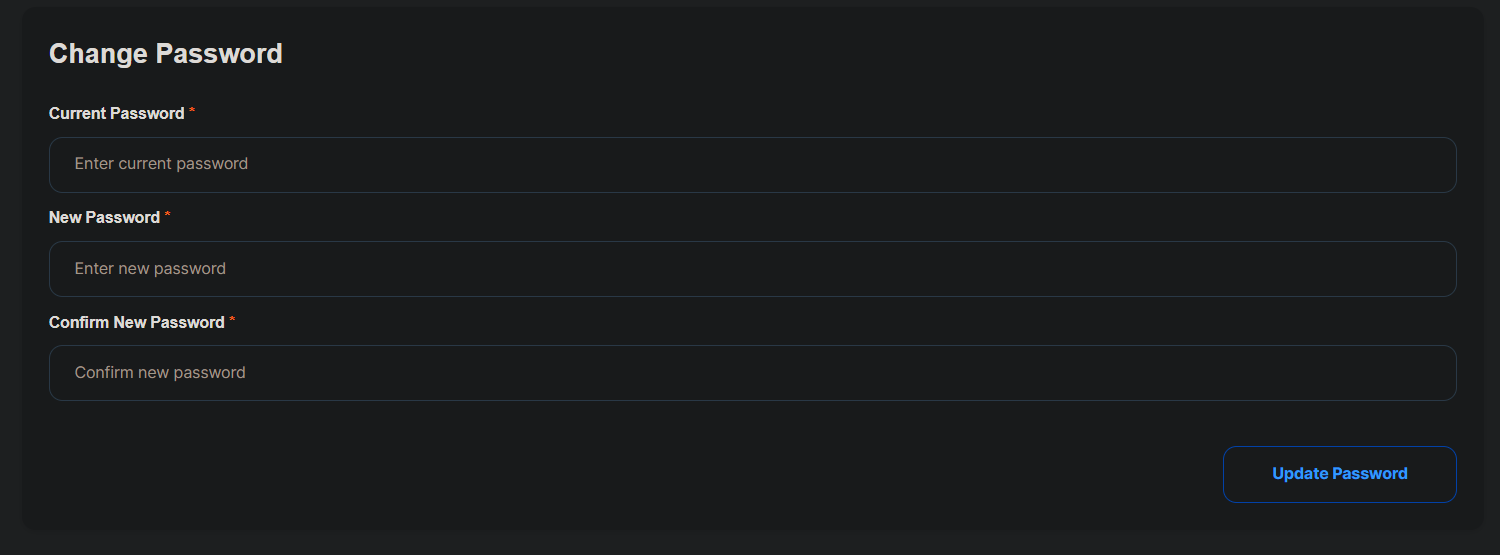 Change Password
Current Password *
Enter current password
New Password *
Enter new password
Confirm New Password *
Confirm new password
Update Password